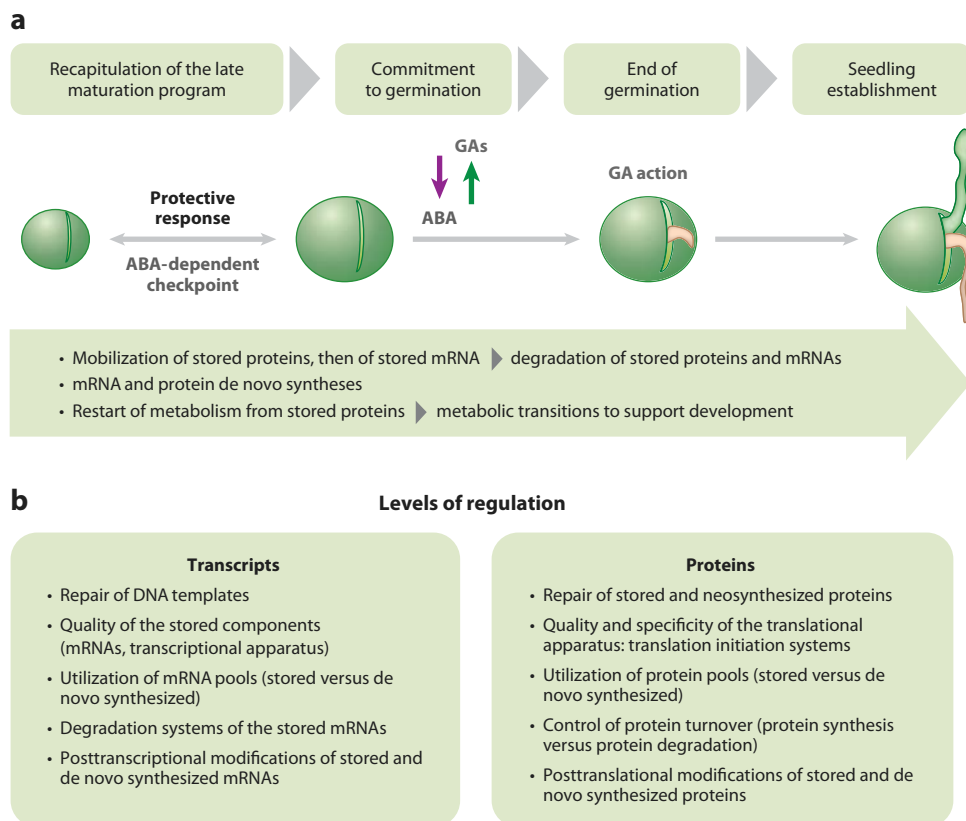 a
Recapitulation of the late
maturation program
Commitment
to germination
End of
germination
Seedling
establishment
GAs
ABA
GA action
Protective
response
ABA-dependent
checkpoint
• Mobilization of stored proteins, then of stored mRNA ▶ degradation of stored proteins and mRNAs
• mRNA and protein de novo syntheses
• Restart of metabolism from stored proteins ▶ metabolic transitions to support development
b
Levels of regulation
Transcripts
• Repair of DNA templates
• Quality of the stored components
(mRNAs, transcriptional apparatus)
• Utilization of mRNA pools (stored versus de
novo synthesized)
• Degradation systems of the stored mRNAs
• Posttranscriptional modifications of stored and
de novo synthesized mRNAs
Proteins
• Repair of stored and neosynthesized proteins
• Quality and specificity of the translational
apparatus: translation initiation systems
• Utilization of protein pools (stored versus de
novo synthesized)
• Control of protein turnover (protein synthesis
versus protein degradation)
• Posttranslational modifications of stored and de
novo synthesized proteins